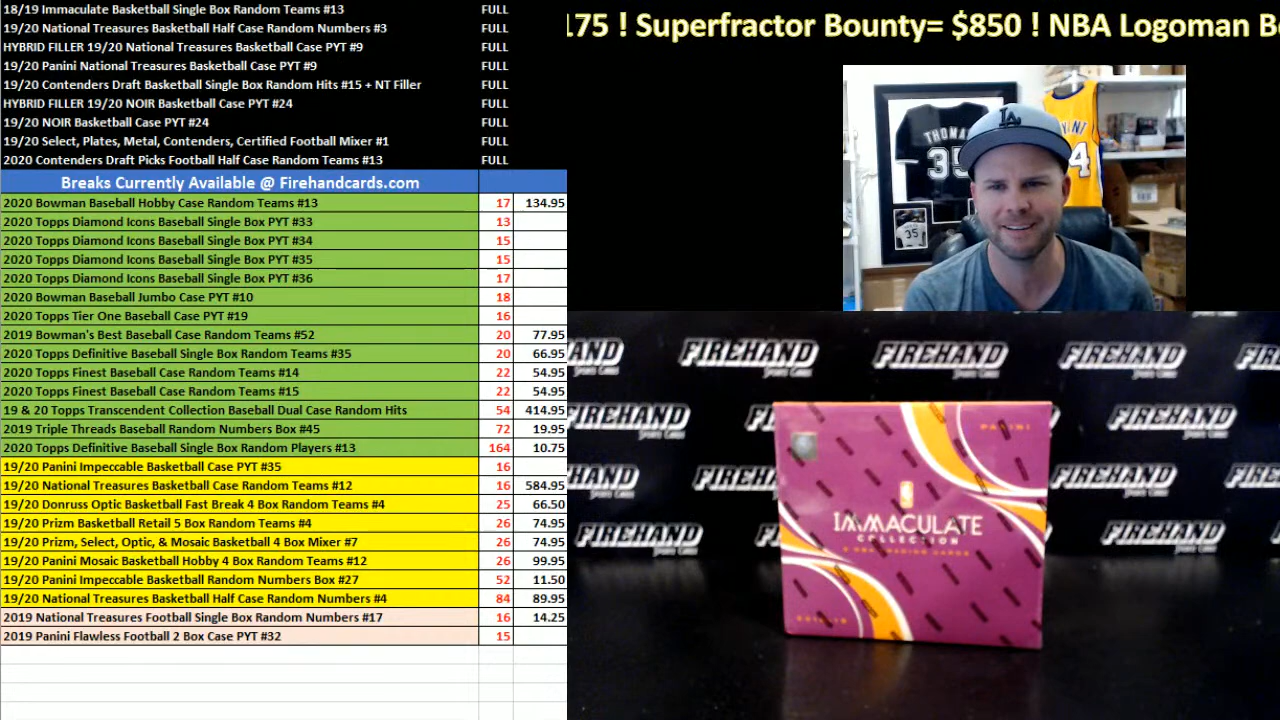 18/19 Immaculate Basketball Single Box Random Teams #13 FULL
19/20 National Treasures Basketball Half Case Random Numbers #3 FULL
HYBRID FILLER 19/20 National Treasures Basketball Case PYT #9 FULL
19/20 Panini National Treasures Basketball Case PYT #9 FULL
19/20 Contenders Draft Basketball Single Box Random Hits #15 + NT Filler FULL
HYBRID FILLER 19/20 NOIR Basketball Case PYT #24 FULL
19/20 NOIR Basketball Case PYT #24 FULL
19/20 Select, Plates, Metal, Contenders, Certified Football Mixer #1 FULL
2020 Contenders Draft Picks Football Half Case Random Teams #13 FULL
Breaks Currently Available @ Firehandcards.com
2020 Bowman Baseball Hobby Case Random Teams #13 17 134.95
2020 Topps Diamond Icons Baseball Single Box PYT #33 13
2020 Topps Diamond Icons Baseball Single Box PYT #34 15
2020 Topps Diamond Icons Baseball Single Box PYT #35 15
2020 Topps Diamond Icons Baseball Single Box PYT #36 17
2020 Bowman Baseball Jumbo Case PYT #10 18
2020 Topps Tier One Baseball Case PYT #19 16
2019 Bowman's Best Baseball Case Random Teams #52 20 77.95
2020 Topps Definitive Baseball Single Box Random Teams #35 20 66.95
2020 Topps Finest Baseball Case Random Teams #14 22 54.95
2020 Topps Finest Baseball Case Random Teams #15 22 54.95
19 & 20 Topps Transcendent Collection Baseball Dual Case Random Hits 54 414.95
2019 Triple Threads Baseball Random Numbers Box #45 72 19.95
2020 Topps Definitive Baseball Single Box Random Players #13 164 10.75
19/20 Panini Impeccable Basketball Case PYT #35 16
19/20 National Treasures Basketball Case Random Teams #12 16 584.95
19/20 Donruss Optic Basketball Fast Break 4 Box Random Teams #4 25 66.50
19/20 Prizm Basketball Retail 5 Box Random Teams #4 26 74.95
19/20 Prizm, Select, Optic, & Mosaic Basketball 4 Box Mixer #7 26 74.95
19/20 Panini Mosaic Basketball Hobby 4 Box Random Teams #12 26 99.95
19/20 Panini Impeccable Basketball Random Numbers Box #27 52 11.50
19/20 National Treasures Basketball Half Case Random Numbers #4 84 89.95
2019 National Treasures Football Single Box Random Numbers #17 16 14.25
2019 Panini Flawless Football 2 Box Case PYT #32 15
175 ! Superfractor Bounty= $850 ! NBA Logoman B
THOMA
35
LA
35
FIREHAND FIREHAND FIREHAND
FIREHAND FIREHAND
FIREHAND FIREHAND
FIREHAND FIREHAND
PANINI
IMMACULATE
COLLECTION